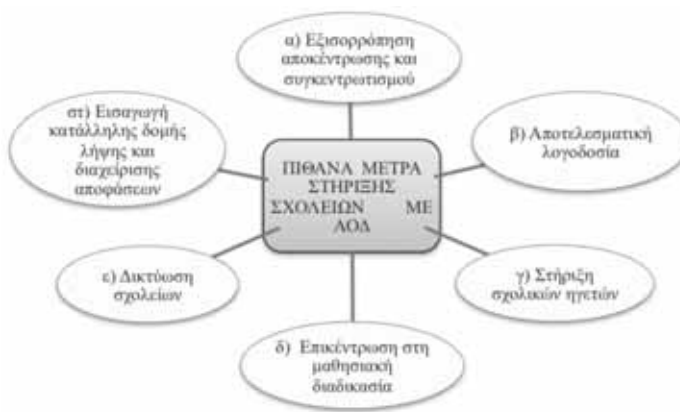 α) Εξισορρόπηση
αποκέντρωσης και
συγκεντρωτισμού
β) Αποτελεσματική
λογοδοσία
γ) Στήριξη
σχολικών ηγετών
δ) Επικέντρωση στη
μαθησιακή
διαδικασία
ε) Δικτύωση
σχολείων
στ) Εισαγωγή
κατάλληλης δομής
λήψης και
διαχείρισης
αποφάσεων
ΠΙΘΑΝΑ ΜΕΤΡΑ
ΣΤΗΡΙΞΗΣ
ΣΧΟΛΕΙΩΝ ΜΕ
ΑΟΔ